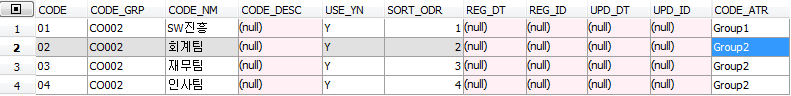 CODE CODE_GRP CODE_NM CODE_DESC USE_YN SORT_ODR REG_DT REG_ID UPD_DT UPD_ID CODE_ATR
1 01 CO002 SW진흥 (null) Y 1 (null) (null) (null) (null) Group1
2 02 CO002 회계팀 (null) Y 2 (null) (null) (null) (null) Group2
3 03 CO002 재무팀 (null) Y 3 (null) (null) (null) (null) Group2
4 04 CO002 인사팀 (null) Y 4 (null) (null) (null) (null) Group2